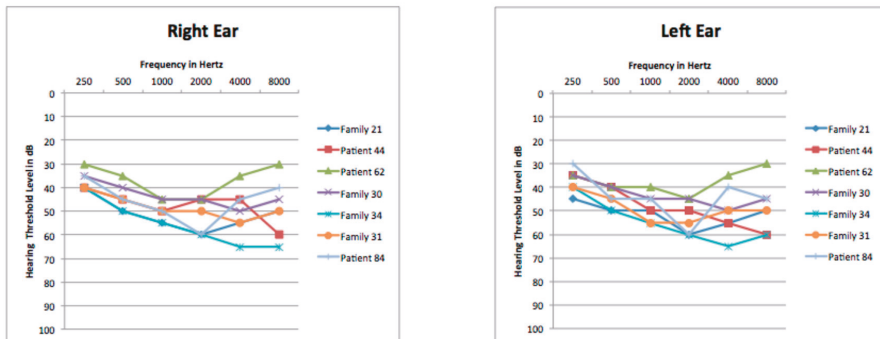 Right Ear
Frequency in Hertz
250 500 1000 2000 4000 8000
0
10
20
30
40
50
60
70
80
90
100
Hearing Threshold Level in dB
Family 21
Patient 44
Patient 62
Family 30
Family 34
Family 31
Patient 84
Left Ear
Frequency in Hertz
250 500 1000 2000 4000 8000
0
10
20
30
40
50
60
70
80
90
100
Hearing Threshold Level in dB
Family 21
Patient 44
Patient 62
Family 30
Family 34
Family 31
Patient 84